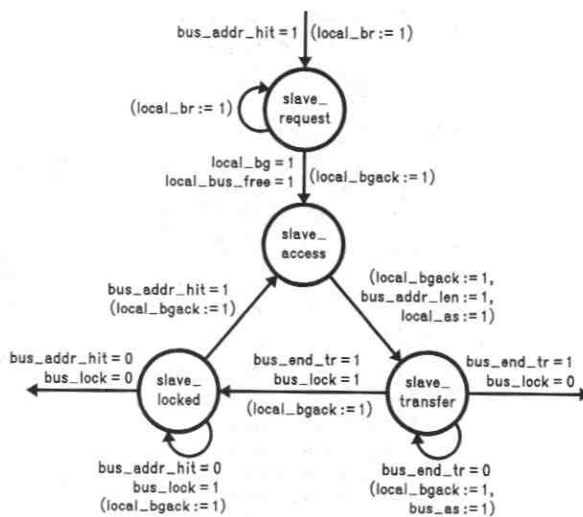 bus_addr_hit = 1 (local_br := 1)
slave_
request
(local_br := 1)
local_bg = 1
local_bus_free = 1
(local_bgack := 1)
slave_
access
bus_addr_hit = 1
(local_bgack := 1)
(local_bgack := 1,
bus_addr_len := 1,
local_as := 1)
bus_addr_hit = 0
bus_lock = 0
slave_
locked
bus_end_tr = 1
bus_lock = 1
(local_bgack := 1)
slave_
transfer
bus_end_tr = 1
bus_lock = 0
bus_addr_hit = 0
bus_lock = 1
(local_bgack := 1)
bus_end_tr = 0
(local_bgack := 1,
bus_as := 1)